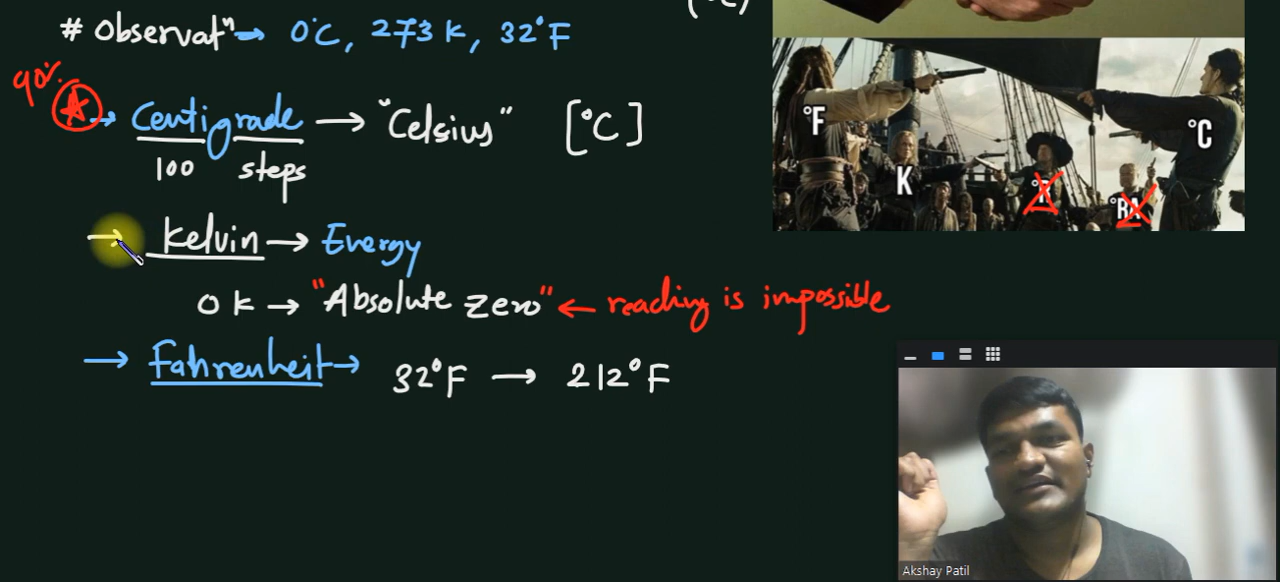 (°C)
# Observatⁿ → 0°C, 273 K, 32°F
90%
→ Centigrade → "Celsius" [°C]
100 steps
→ Kelvin → Energy
0 K → "Absolute zero" ← reading is impossible
→ Fahrenheit → 32°F → 212°F
°F
K
°RA
°C
Akshay Patil